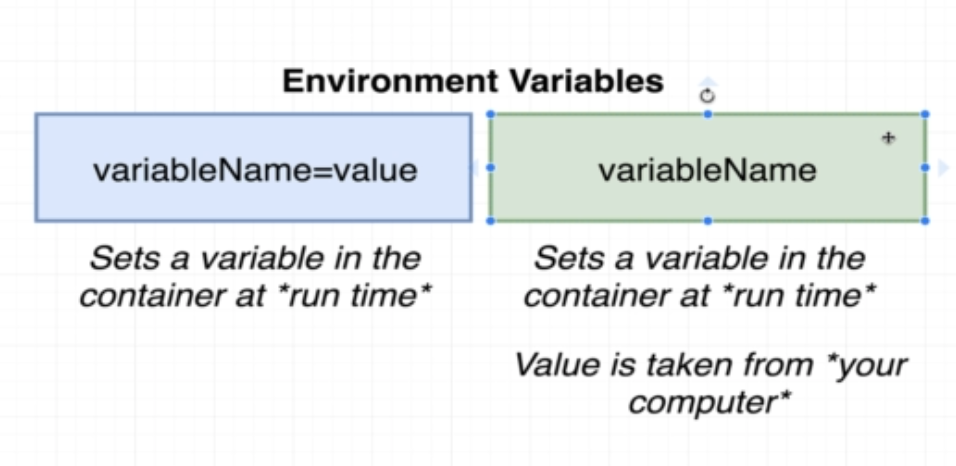 Environment Variables
variableName=value
variableName
Sets a variable in the
container at *run time*
Sets a variable in the
container at *run time*
Value is taken from *your
computer*